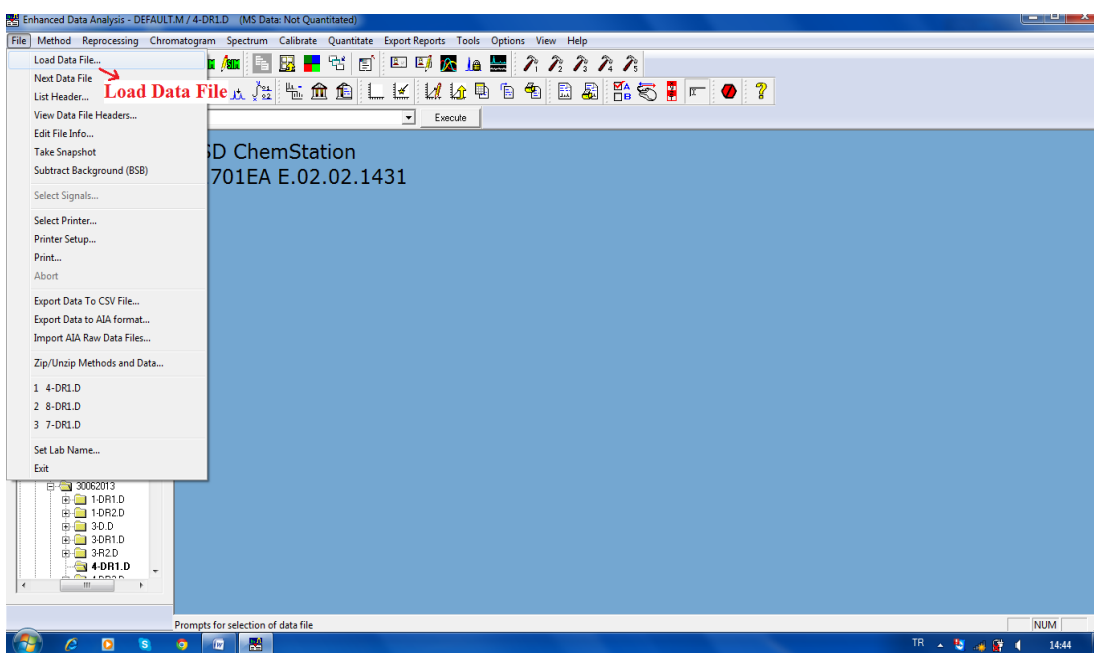 Enhanced Data Analysis - DEFAULT.M / 4-DR1.D (MS Data: Not Quantitated)
File Method Reprocessing Chromatogram Spectrum Calibrate Quantitate Export Reports Tools Options View Help
Load Data File...
Next Data File
List Header...
Load Data File
View Data File Headers...
Execute
Edit File Info...
Take Snapshot
SD ChemStation
Subtract Background (BSB)
701EA E.02.02.1431
Select Signals...
Select Printer...
Printer Setup...
Print...
Abort
Export Data To CSV File...
Export Data to AIA format...
Import AIA Raw Data Files...
Zip/Unzip Methods and Data...
1 4-DR1.D
2 8-DR1.D
3 7-DR1.D
Set Lab Name...
Exit
30062013
1-DR1.D
1-DR2.D
3-D.D
3-DR1.D
3-R2.D
4-DR1.D
Prompts for selection of data file
NUM
TR
14:44